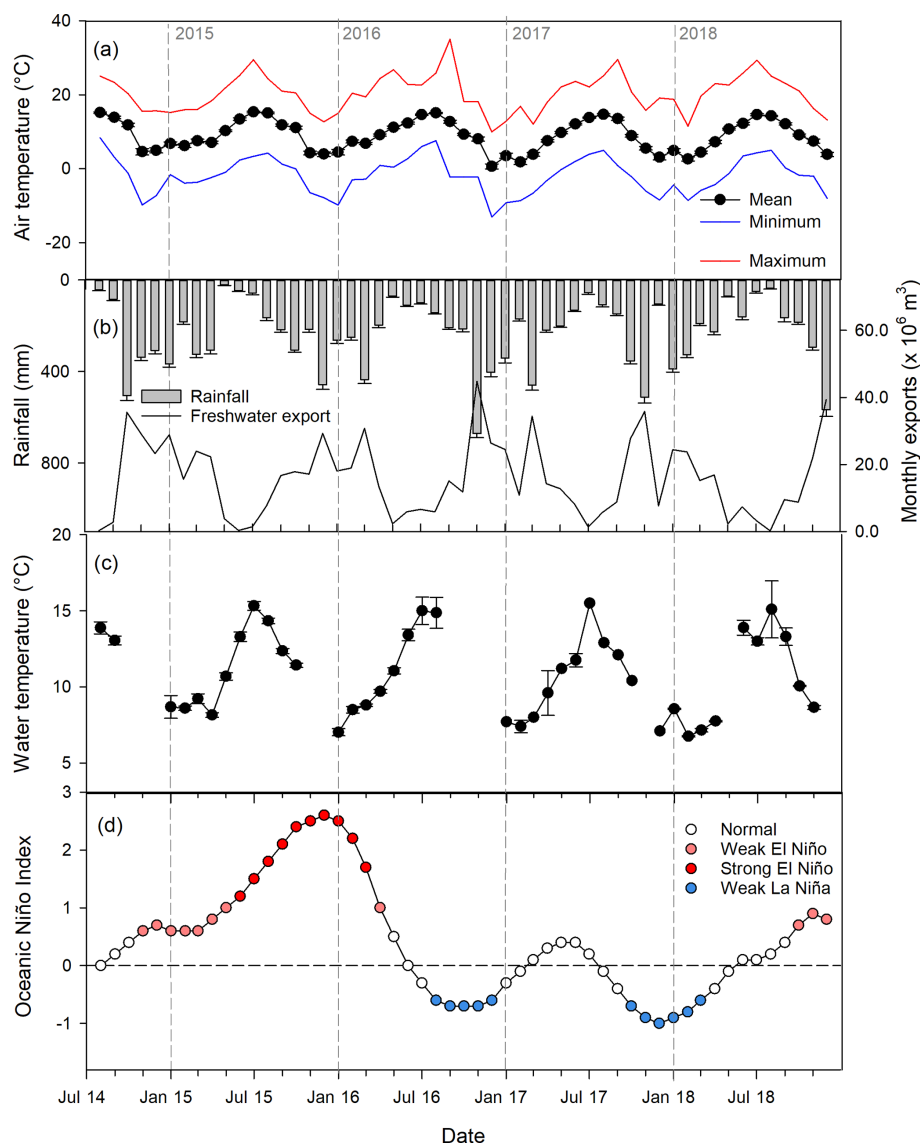 2015
2016
2017
2018
(a)
Air temperature (°C)
40
20
0
-20
Mean
Minimum
Maximum
(b)
Rainfall (mm)
0
400
800
20
Rainfall
Freshwater export
Monthly exports (x 10⁶ m³)
60.0
40.0
20.0
0.0
(c)
Water temperature (°C)
20
15
10
5
3
(d)
Oceanic Niño Index
2
1
0
-1
Normal
Weak El Niño
Strong El Niño
Weak La Niña
Jul 14
Jan 15
Jul 15
Jan 16
Jul 16
Jan 17
Jul 17
Jan 18
Jul 18
Date